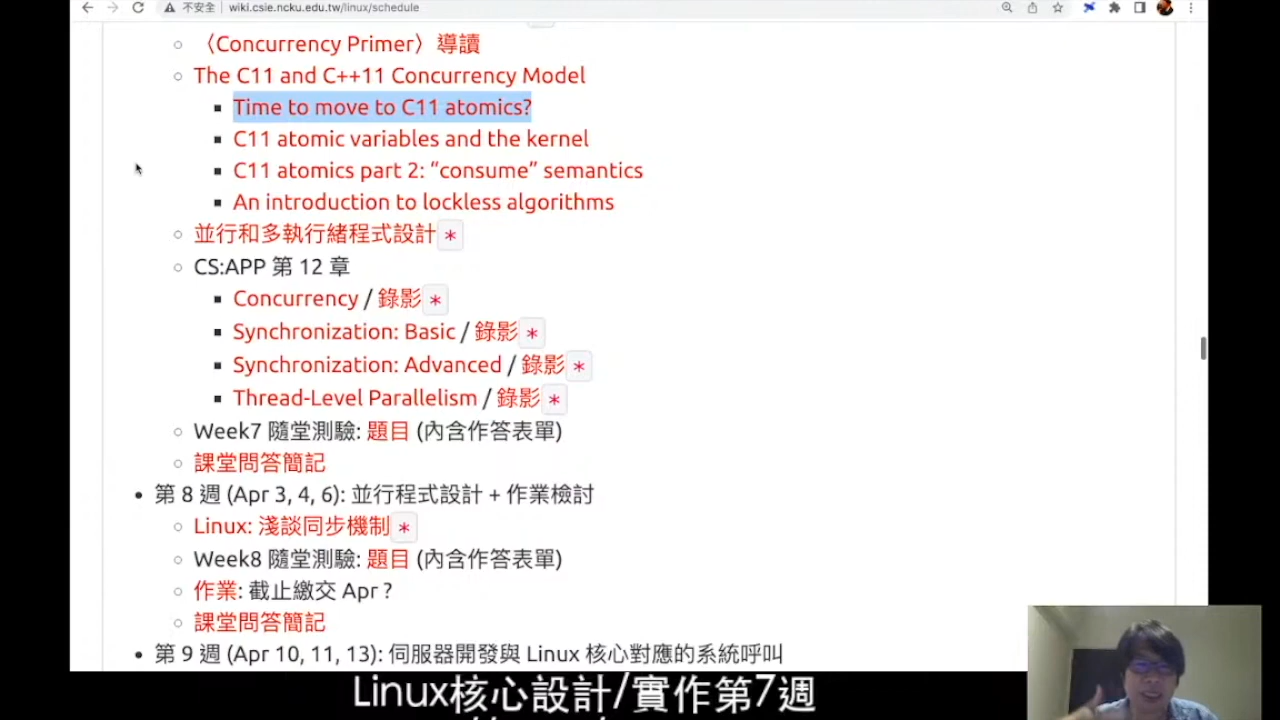 不安全 | wiki.csie.ncku.edu.tw/linux/schedule
〈Concurrency Primer〉導讀
The C11 and C++11 Concurrency Model
Time to move to C11 atomics?
C11 atomic variables and the kernel
C11 atomics part 2: “consume” semantics
An introduction to lockless algorithms
並行和多執行緒程式設計 *
CS:APP 第 12 章
Concurrency / 錄影 *
Synchronization: Basic / 錄影 *
Synchronization: Advanced / 錄影 *
Thread-Level Parallelism / 錄影 *
Week7 隨堂測驗: 題目 (內含作答表單)
課堂問答簡記
第 8 週 (Apr 3, 4, 6): 並行程式設計 + 作業檢討
Linux: 淺談同步機制 *
Week8 隨堂測驗: 題目 (內含作答表單)
作業: 截止繳交 Apr ?
課堂問答簡記
第 9 週 (Apr 10, 11, 13): 伺服器開發與 Linux 核心對應的系統呼叫
Linux核心設計/實作第7週